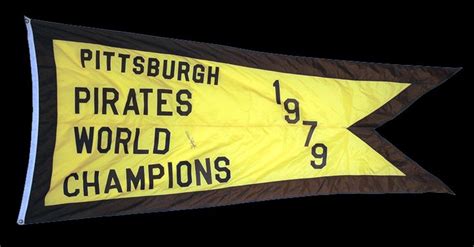 PITTSBURGH
PIRATES
WORLD
CHAMPIONS
1979